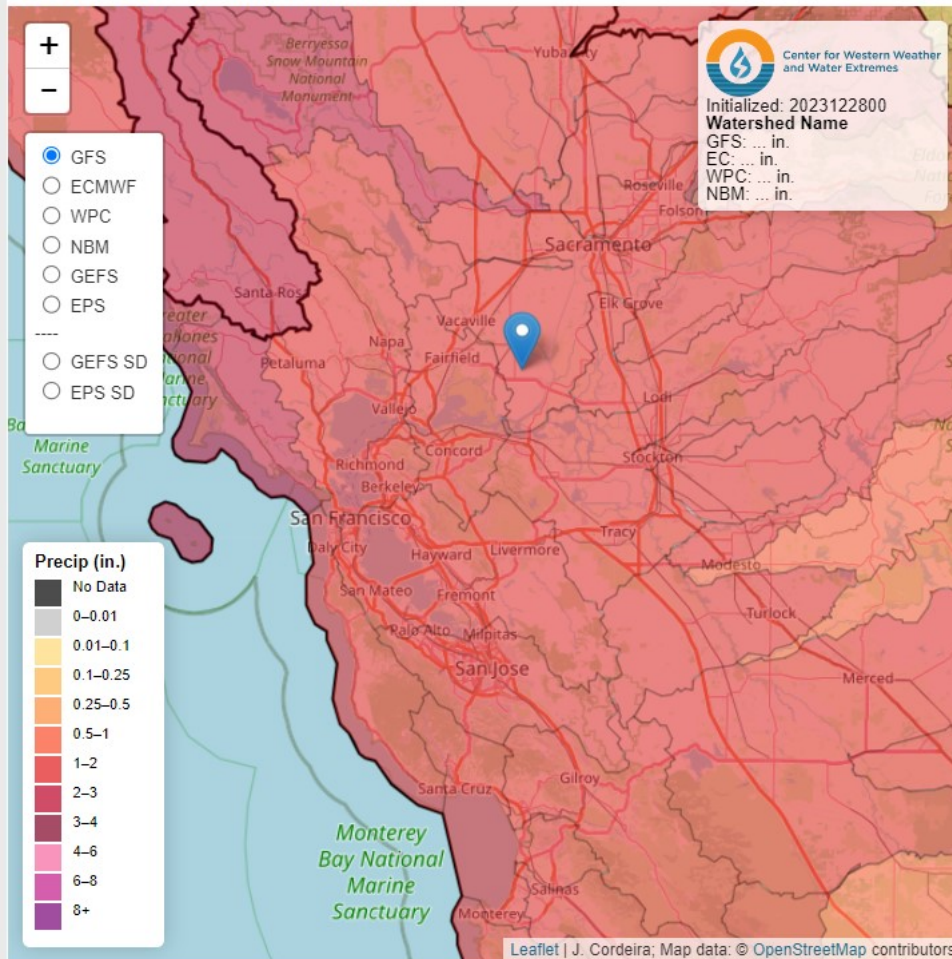 +
−
GFS
ECMWF
WPC
NBM
GEFS
EPS
----
GEFS SD
EPS SD
Center for Western Weather
and Water Extremes
Initialized: 2023122800
Watershed Name
GFS: ... in.
EC: ... in.
WPC: ... in.
NBM: ... in.
Berryessa
Snow Mountain
National
Monument
Yuba City
Roseville
Folsom
Sacramento
Santa Rosa
Elk Grove
Vacaville
Napa
Fairfield
Petaluma
Vallejo
Lodi
Marine
Sanctuary
Concord
Richmond
Stockton
Berkeley
San Francisco
Daly City
Hayward
Livermore
Tracy
Modesto
San Mateo
Fremont
Turlock
Palo Alto
Milpitas
San Jose
Merced
Gilroy
Santa Cruz
Monterey
Bay National
Marine
Sanctuary
Salinas
Monterey
Precip (in.)
No Data
0–0.01
0.01–0.1
0.1–0.25
0.25–0.5
0.5–1
1–2
2–3
3–4
4–6
6–8
8+
Leaflet | J. Cordeira; Map data: © OpenStreetMap contributors